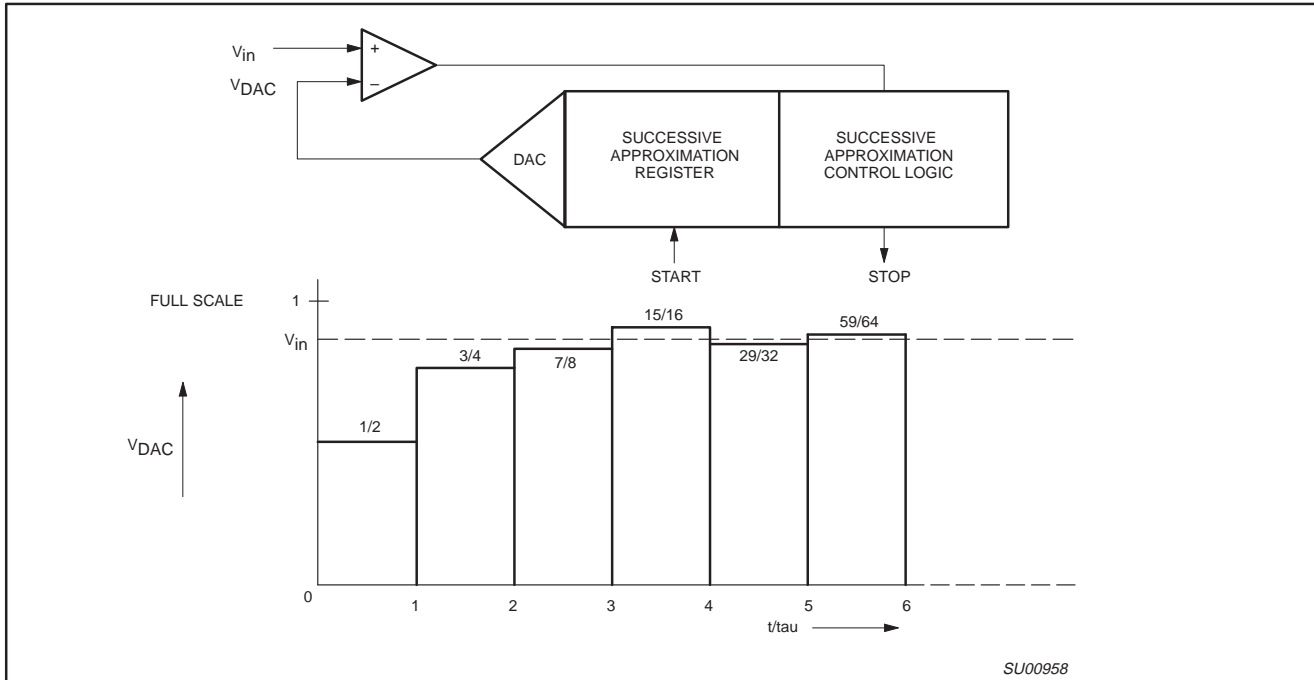 Vin
VDAC
+
–
DAC
SUCCESSIVE
APPROXIMATION
REGISTER
SUCCESSIVE
APPROXIMATION
CONTROL LOGIC
START
STOP
FULL SCALE
1
Vin
VDAC
1/2
3/4
7/8
15/16
29/32
59/64
0
1
2
3
4
5
6
t/tau
SU00958